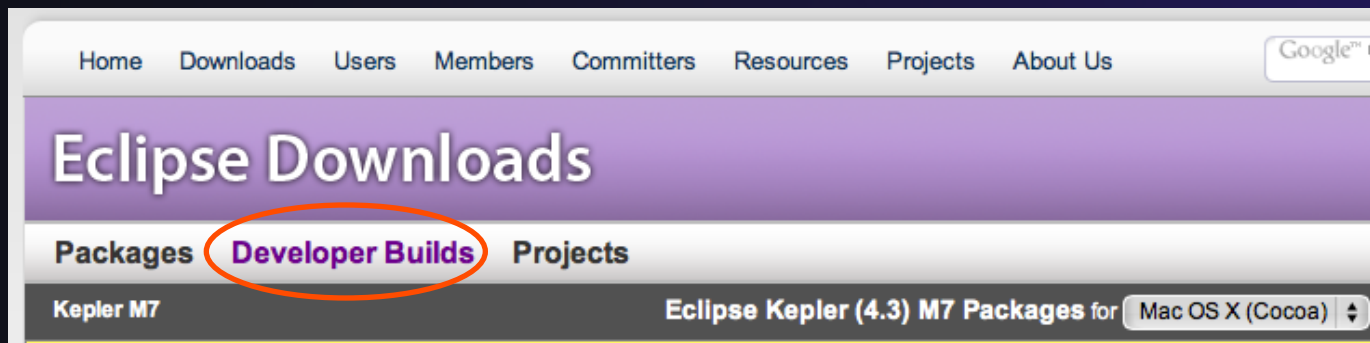 Home Downloads Users Members Committers Resources Projects About Us Google™
Eclipse Downloads
Packages Developer Builds Projects
Kepler M7 Eclipse Kepler (4.3) M7 Packages for Mac OS X (Cocoa)